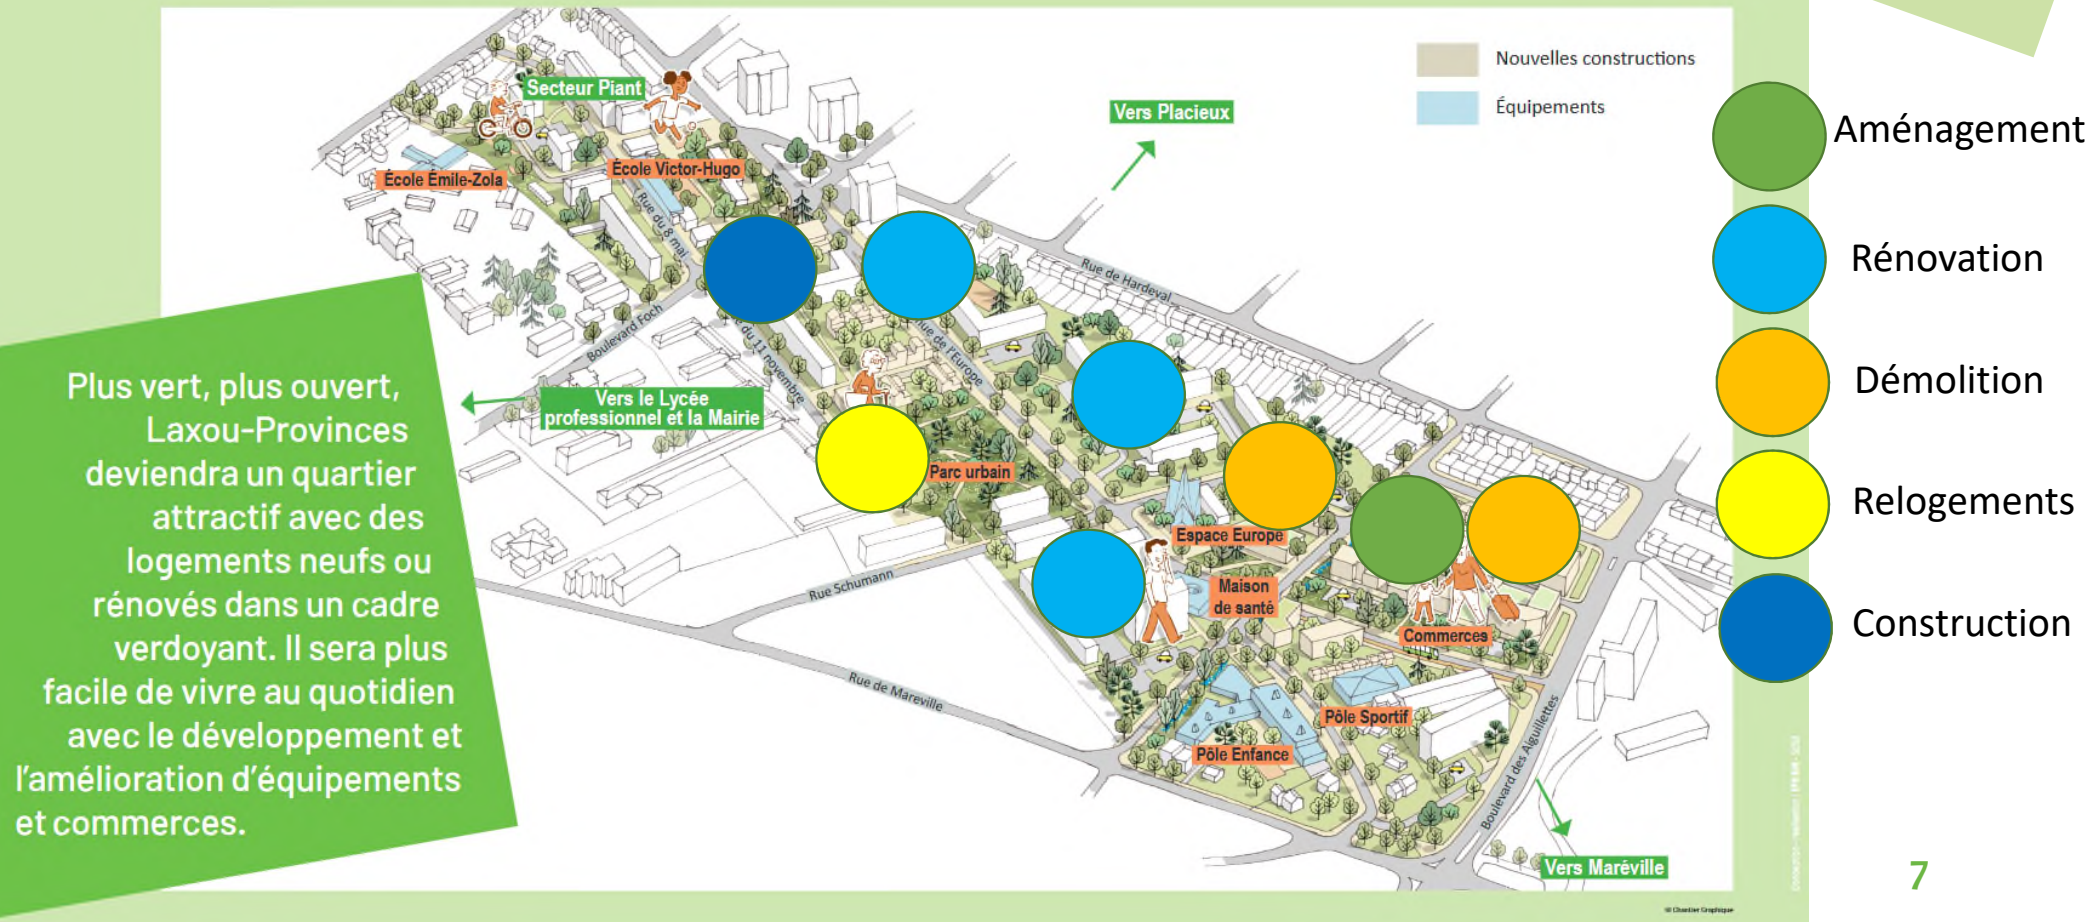 Nouvelles constructions
Équipements
Aménagement
Rénovation
Démolition
Relogements
Construction
Secteur Piant
Vers Placieux
École Victor-Hugo
École Émile-Zola
Rue du 8 mai
Rue de Hardeval
Boulevard Foch
du 11 novembre
nue de l'Europe
Vers le Lycée
professionnel et la Mairie
Parc urbain
Espace Europe
Maison
de santé
Rue Schumann
Commerces
Rue de Mareville
Pôle Sportif
Pôle Enfance
Boulevard des Aiguillettes
Vers Maréville
Plus vert, plus ouvert,
Laxou-Provinces
deviendra un quartier
attractif avec des
logements neufs ou
rénovés dans un cadre
verdoyant. Il sera plus
facile de vivre au quotidien
avec le développement et
l'amélioration d'équipements
et commerces.
7
Chantier Graphique